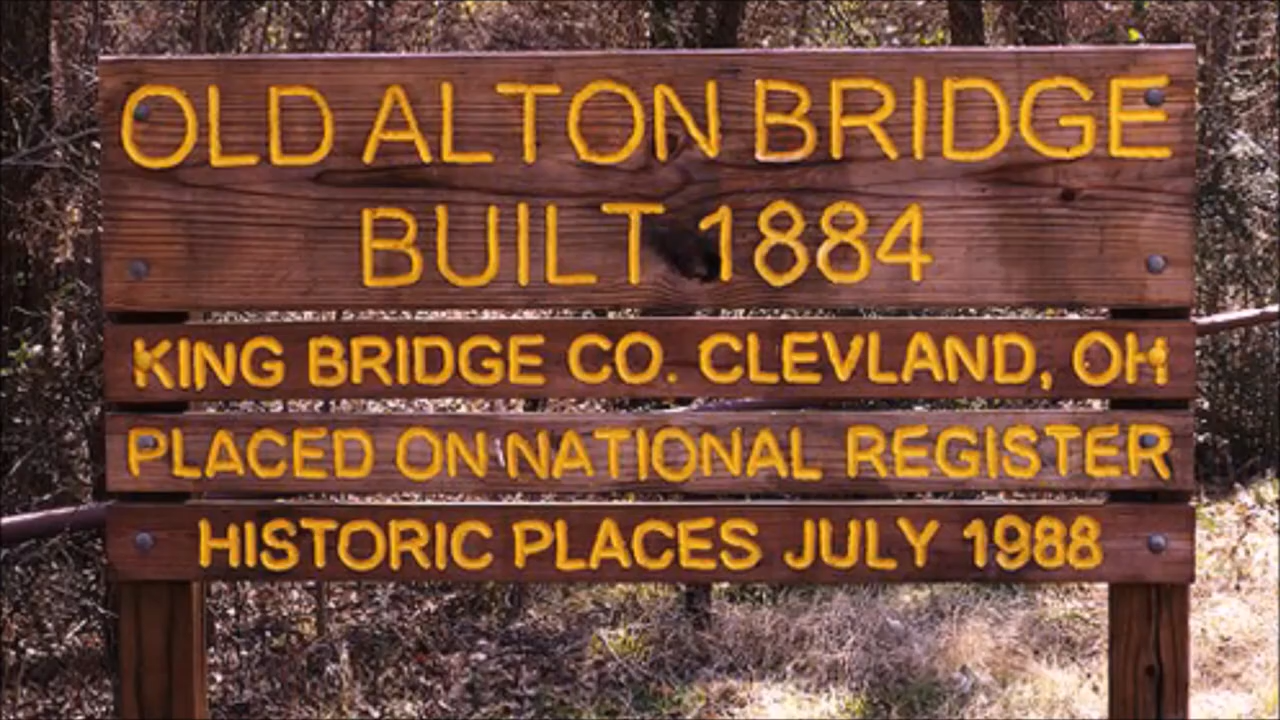 OLD ALTON BRIDGE
BUILT 1884
KING BRIDGE CO. CLEVLAND, OH
PLACED ON NATIONAL REGISTER
HISTORIC PLACES JULY 1988